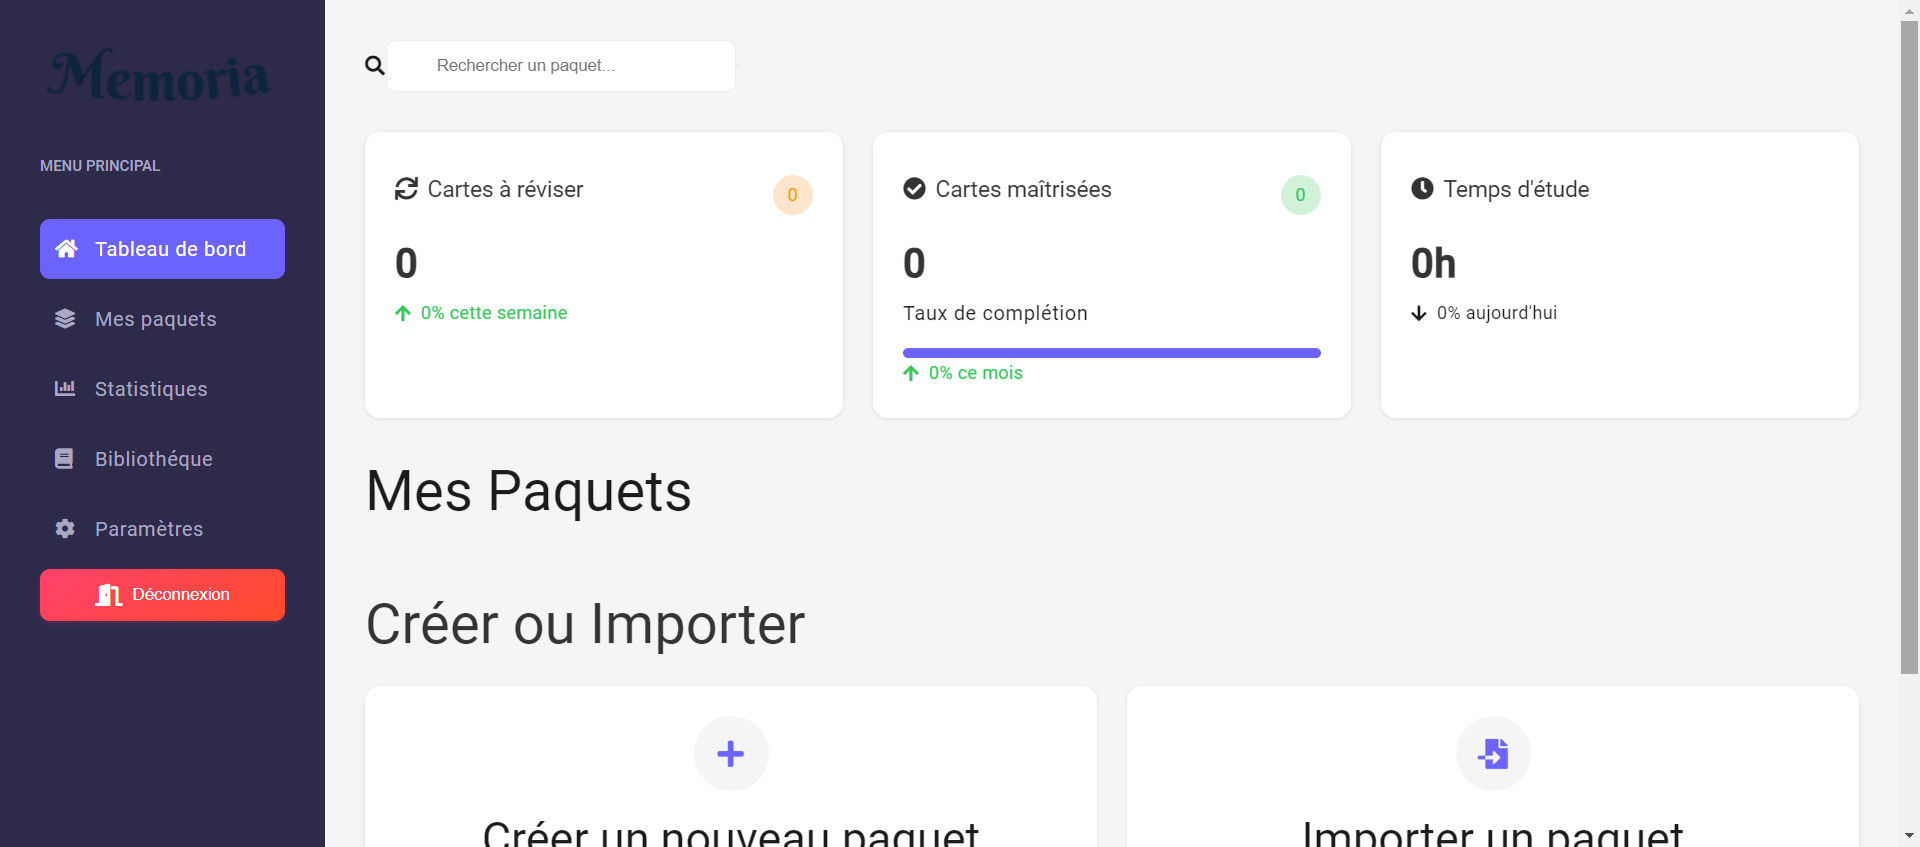 Memoria
MENU PRINCIPAL
Tableau de bord
Mes paquets
Statistiques
Bibliothéque
Paramètres
Déconnexion
Rechercher un paquet...
Cartes à réviser
0
0
0% cette semaine
Cartes maîtrisées
0
0
Taux de complétion
0% ce mois
Temps d'étude
0h
0% aujourd'hui
Mes Paquets
Créer ou Importer
Créer un nouveau paquet
Importer un paquet